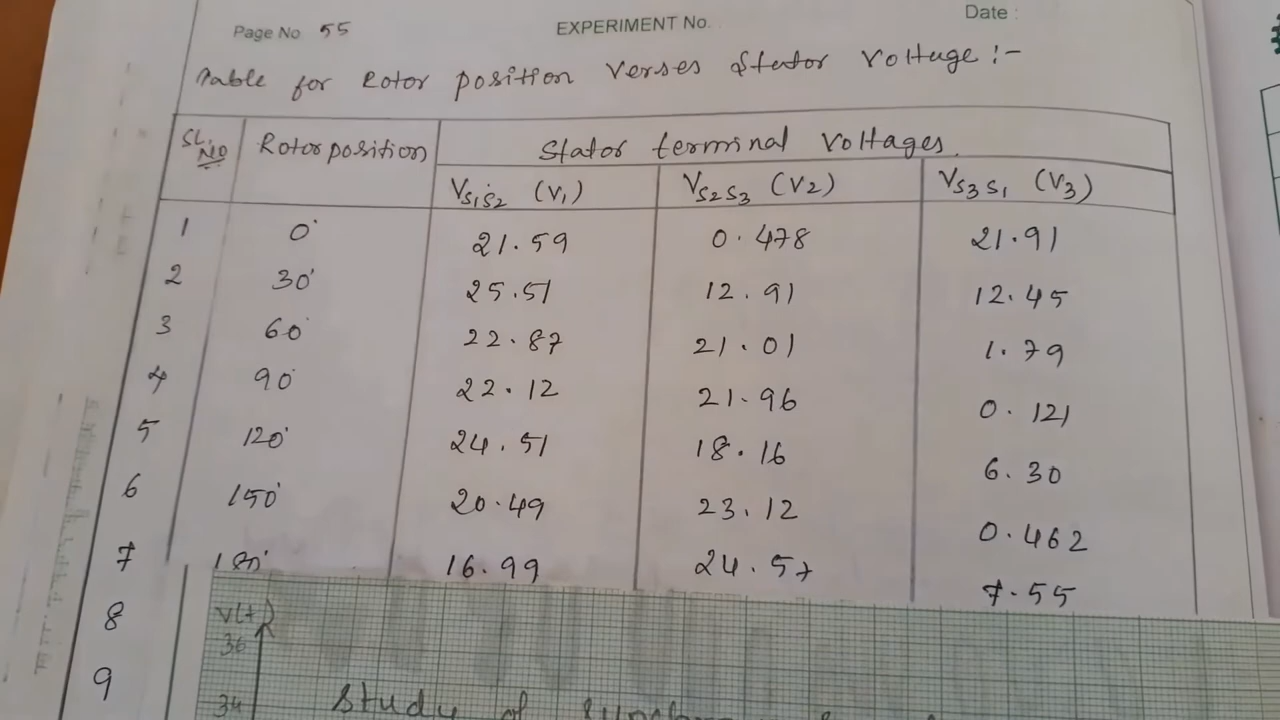 Page No 55 EXPERIMENT No. Date :
Table for Rotor position Verses Stator Voltage :-
SL. NO Rotor position Stator terminal Voltages.
VS1S2 (V1) VS2S3 (V2) VS3S1 (V3)
1 0° 21.59 0.478 21.91
2 30° 25.51 12.91 12.45
3 60° 22.87 21.01 1.79
4 90° 22.12 21.96 0.121
5 120° 24.51 18.16 6.30
6 150° 20.49 23.12 0.462
7 180° 16.99 24.57 7.55
8
9
36
34 Study of